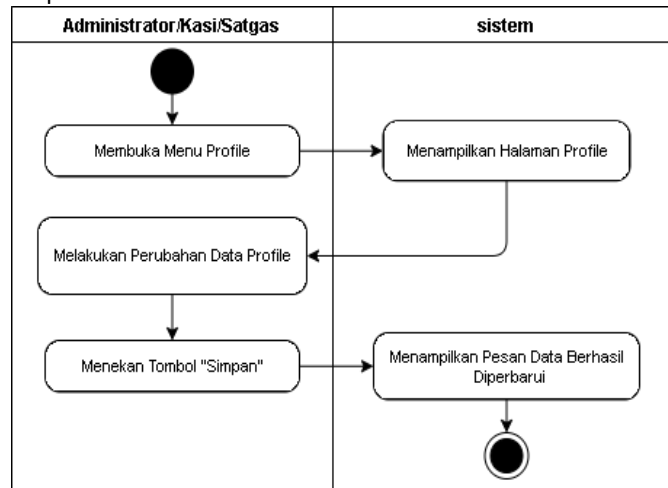 Administrator/Kasi/Satgas
sistem
Membuka Menu Profile
Menampilkan Halaman Profile
Melakukan Perubahan Data Profile
Menekan Tombol "Simpan"
Menampilkan Pesan Data Berhasil
Diperbarui